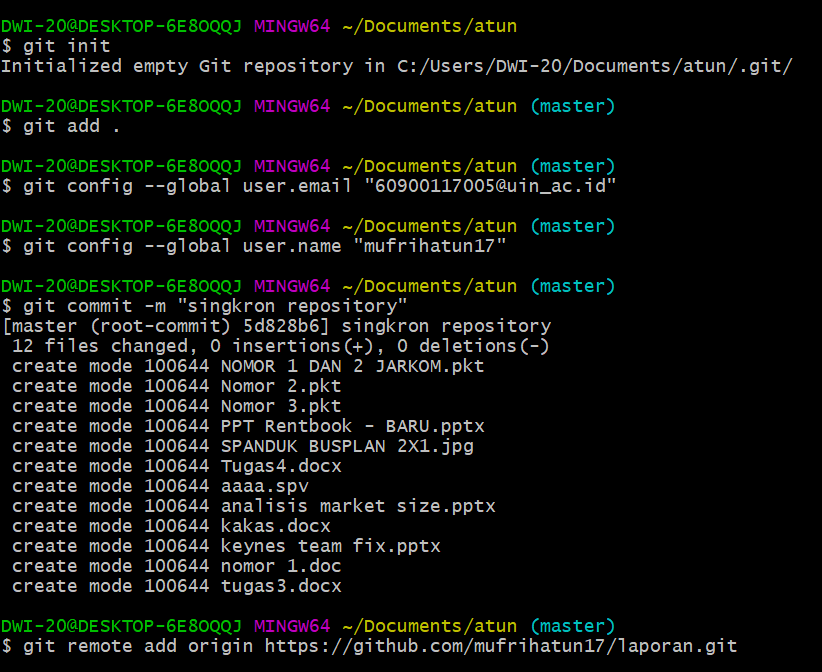 DWI-20@DESKTOP-6E8OQQJ MINGW64 ~/Documents/atun
$ git init
Initialized empty Git repository in C:/Users/DWI-20/Documents/atun/.git/
DWI-20@DESKTOP-6E8OQQJ MINGW64 ~/Documents/atun (master)
$ git add .
DWI-20@DESKTOP-6E8OQQJ MINGW64 ~/Documents/atun (master)
$ git config --global user.email "60900117005@uin_ac.id"
DWI-20@DESKTOP-6E8OQQJ MINGW64 ~/Documents/atun (master)
$ git config --global user.name "mufrihatun17"
DWI-20@DESKTOP-6E8OQQJ MINGW64 ~/Documents/atun (master)
$ git commit -m "singkron repository"
[master (root-commit) 5d828b6] singkron repository
 12 files changed, 0 insertions(+), 0 deletions(-)
 create mode 100644 NOMOR 1 DAN 2 JARKOM.pkt
 create mode 100644 Nomor 2.pkt
 create mode 100644 Nomor 3.pkt
 create mode 100644 PPT Rentbook - BARU.pptx
 create mode 100644 SPANDUK BUSPLAN 2X1.jpg
 create mode 100644 Tugas4.docx
 create mode 100644 aaaa.spv
 create mode 100644 analisis market size.pptx
 create mode 100644 kakas.docx
 create mode 100644 keynes team fix.pptx
 create mode 100644 nomor 1.doc
 create mode 100644 tugas3.docx
DWI-20@DESKTOP-6E8OQQJ MINGW64 ~/Documents/atun (master)
$ git remote add origin https://github.com/mufrihatun17/laporan.git